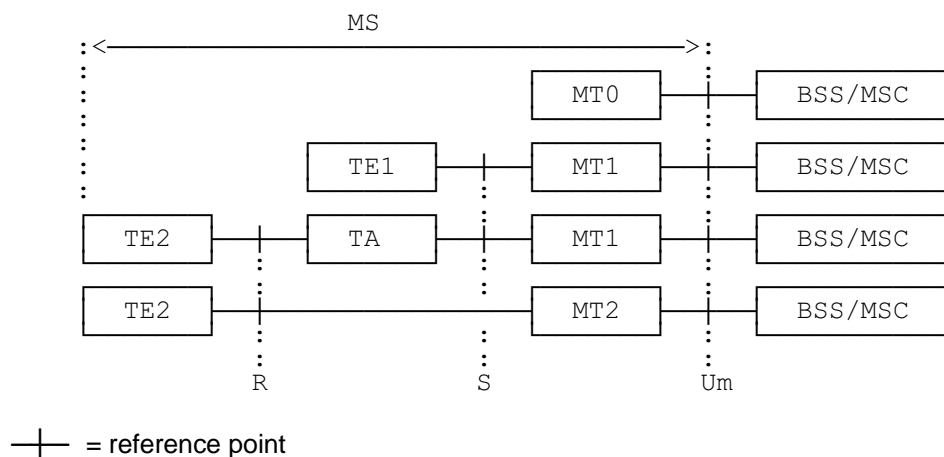 MS
MT0 BSS/MSC
TE1 MT1 BSS/MSC
TE2 TA MT1 BSS/MSC
TE2 MT2 BSS/MSC
R S Um
= reference point